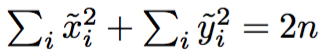 ∑ᵢ x̃ᵢ² + ∑ᵢ ỹᵢ² = 2n